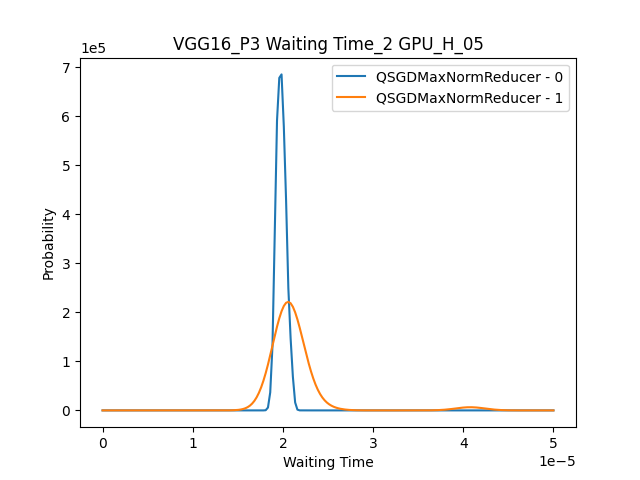 VGG16_P3 Waiting Time_2 GPU_H_05
1e5
QSGDMaxNormReducer - 0
QSGDMaxNormReducer - 1
7
6
5
4
3
2
1
0
Probability
0 1 2 3 4 5
1e−5
Waiting Time